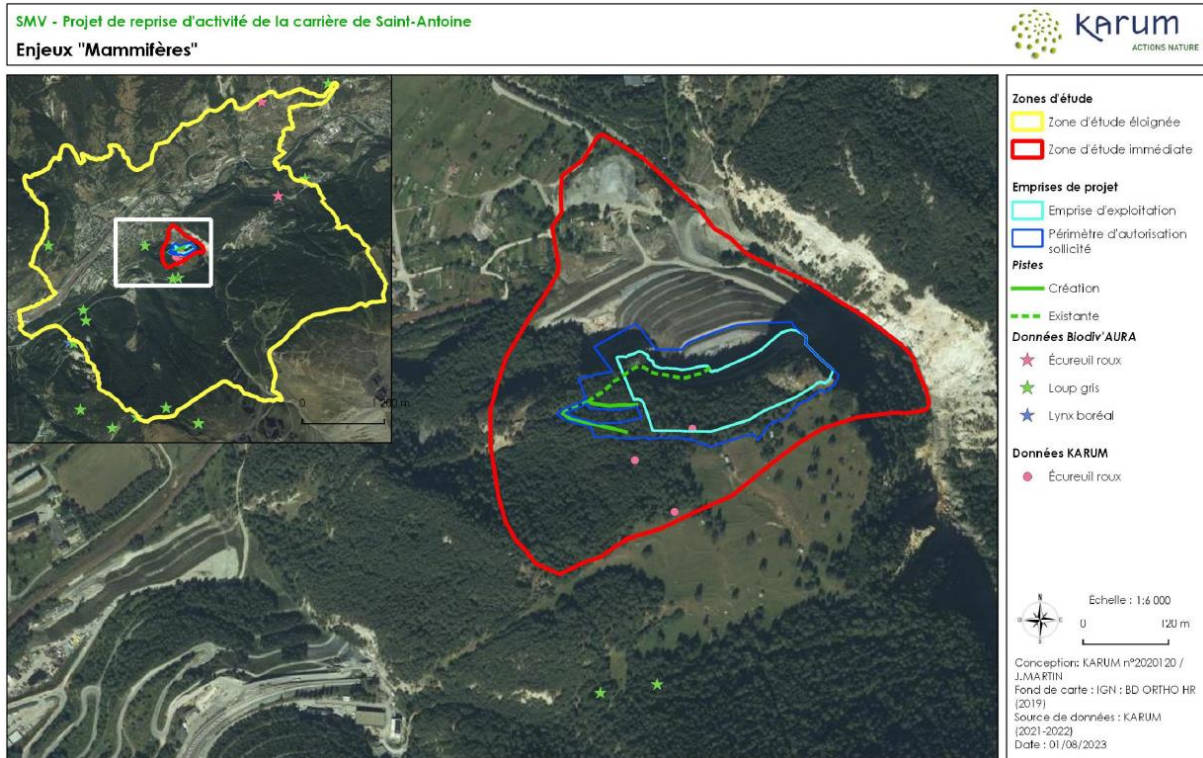 SMV - Projet de reprise d'activité de la carrière de Saint-Antoine
Enjeux "Mammifères"
KARUM
ACTIONS NATURE
0 200 m
Zones d'étude
Zone d'étude éloignée
Zone d'étude immédiate
Emprises de projet
Emprise d'exploitation
Périmètre d'autorisation
sollicité
Pistes
Création
Existante
Données Biodiv'AURA
Écureuil roux
Loup gris
Lynx boréal
Données KARUM
Écureuil roux
N
O E
S
Échelle : 1:6 000
0 120 m
Conception: KARUM n°2020120 /
J.MARTIN
Fond de carte : IGN : BD ORTHO HR
(2019)
Source de données : KARUM
(2021-2022)
Date : 01/08/2023